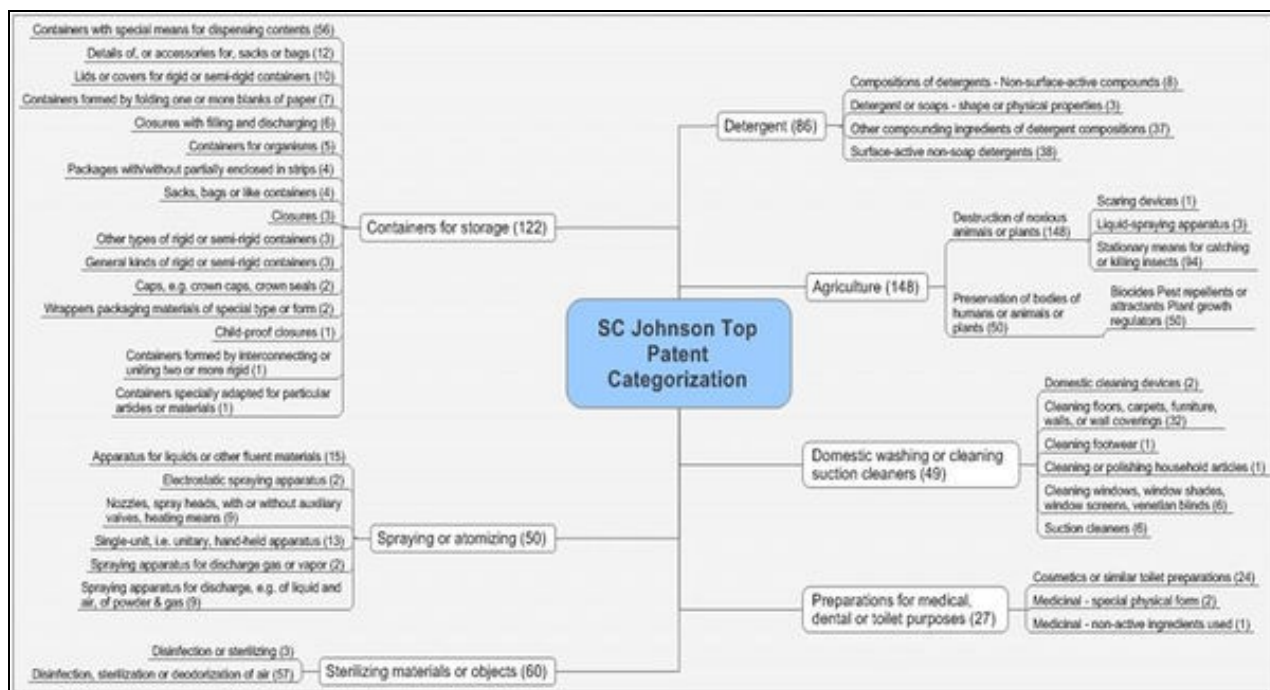 Containers with special means for dispensing contents (56)
Details of, or accessories for, sacks or bags (12)
Lids or covers for rigid or semi-rigid containers (10)
Containers formed by folding one or more blanks of paper (7)
Closures with filling and discharging (6)
Containers for organisms (5)
Packages with/without partially enclosed in strips (4)
Sacks, bags or like containers (4)
Closures (3)
Other types of rigid or semi-rigid containers (3)
General kinds of rigid or semi-rigid containers (3)
Caps, e.g. crown caps, crown seals (2)
Wrappers packaging materials of special type or form (2)
Child-proof closures (1)
Containers formed by interconnecting or
uniting two or more rigid (1)
Containers specially adapted for particular
articles or materials (1)
Containers for storage (122)
Apparatus for liquids or other fluent materials (15)
Electrostatic spraying apparatus (2)
Nozzles, spray heads, with or without auxiliary
valves, heating means (9)
Single-unit, i.e. unitary, hand-held apparatus (13)
Spraying apparatus for discharge gas or vapor (2)
Spraying apparatus for discharge, e.g. of liquid and
air, of powder & gas (9)
Spraying or atomizing (50)
Disinfection or sterilizing (3)
Disinfection, sterilization or deodorization of air (57)
Sterilizing materials or objects (60)
SC Johnson Top
Patent
Categorization
Detergent (86)
Compositions of detergents - Non-surface-active compounds (8)
Detergent or soaps - shape or physical properties (3)
Other compounding ingredients of detergent compositions (37)
Surface-active non-soap detergents (38)
Agriculture (148)
Destruction of noxious
animals or plants (148)
Scaring devices (1)
Liquid-spraying apparatus (3)
Stationary means for catching
or killing insects (94)
Preservation of bodies of
humans or animals or
plants (50)
Biocides Pest repellents or
attractants Plant growth
regulators (50)
Domestic washing or cleaning
suction cleaners (49)
Domestic cleaning devices (2)
Cleaning floors, carpets, furniture,
walls, or wall coverings (32)
Cleaning footwear (1)
Cleaning or polishing household articles (1)
Cleaning windows, window shades,
window screens, venetian blinds (6)
Suction cleaners (6)
Preparations for medical,
dental or toilet purposes (27)
Cosmetics or similar toilet preparations (24)
Medicinal - special physical form (2)
Medicinal - non-active ingredients used (1)